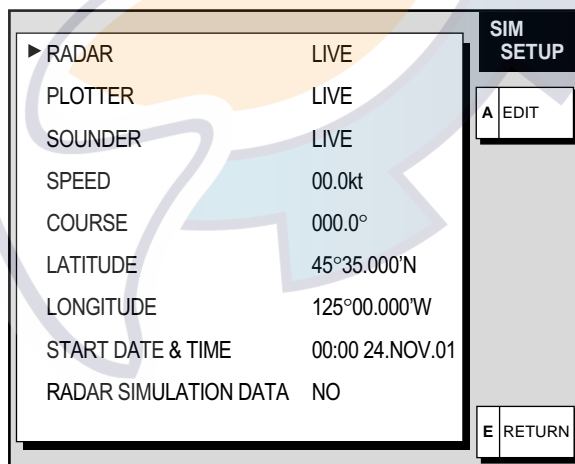 SIM
SETUP
▶ RADAR LIVE
PLOTTER LIVE
SOUNDER LIVE
SPEED 00.0kt
COURSE 000.0°
LATITUDE 45°35.000’N
LONGITUDE 125°00.000’W
START DATE & TIME 00:00 24.NOV.01
RADAR SIMULATION DATA NO
A EDIT
E RETURN